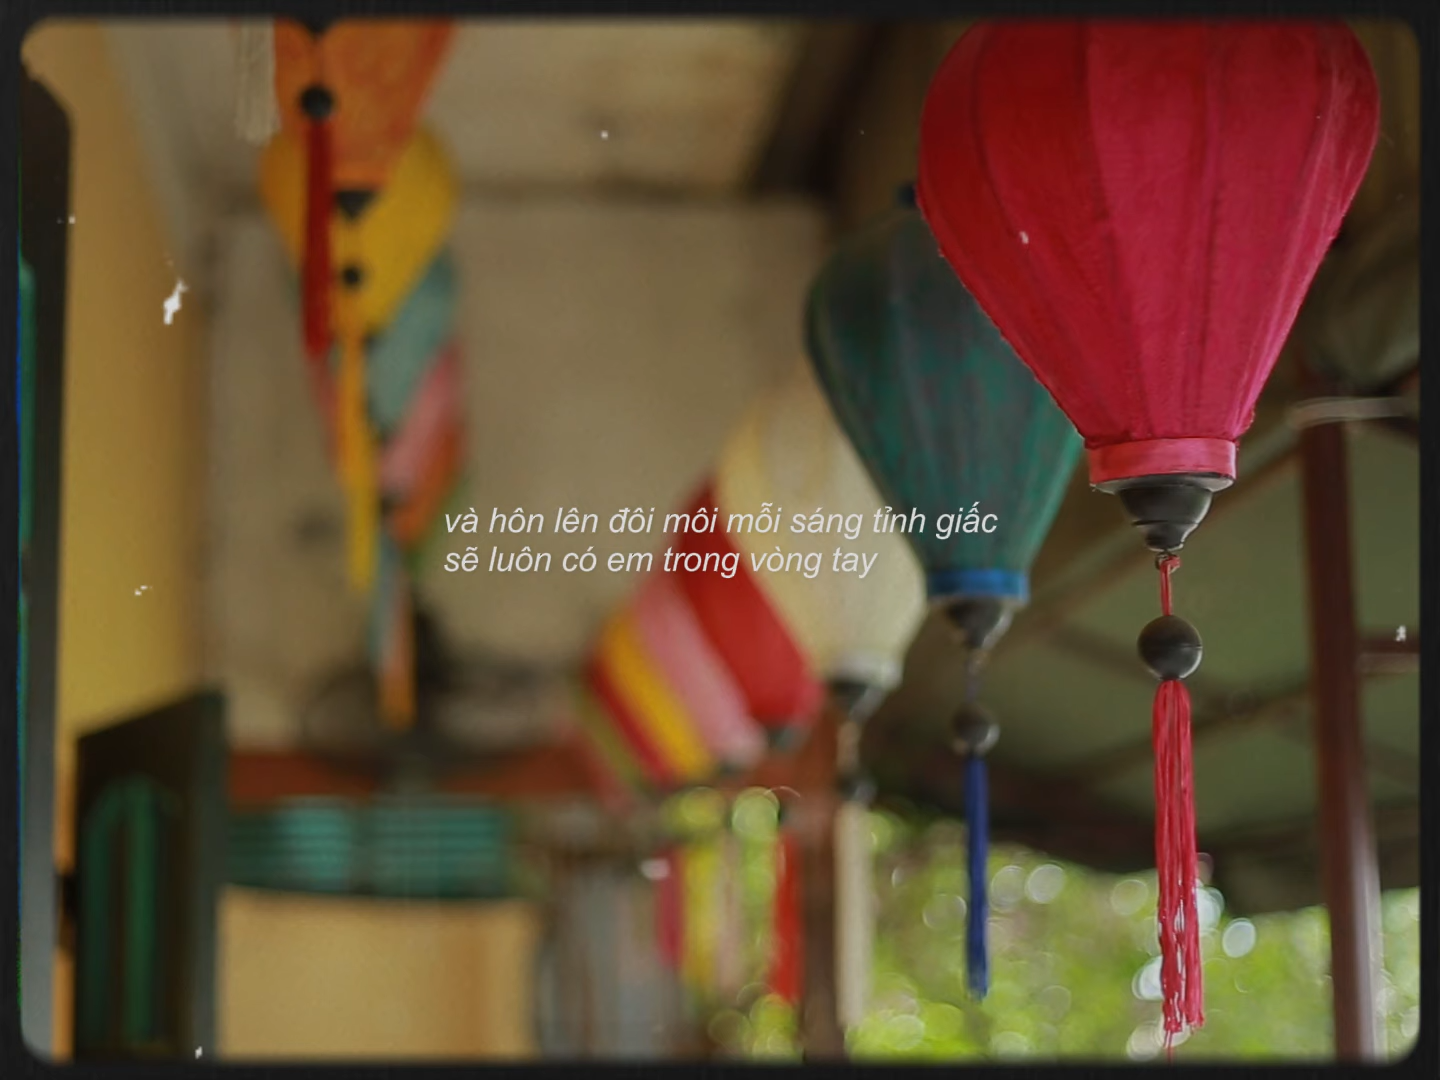 và hôn lên đôi môi mỗi sáng tỉnh giấc
sẽ luôn có em trong vòng tay